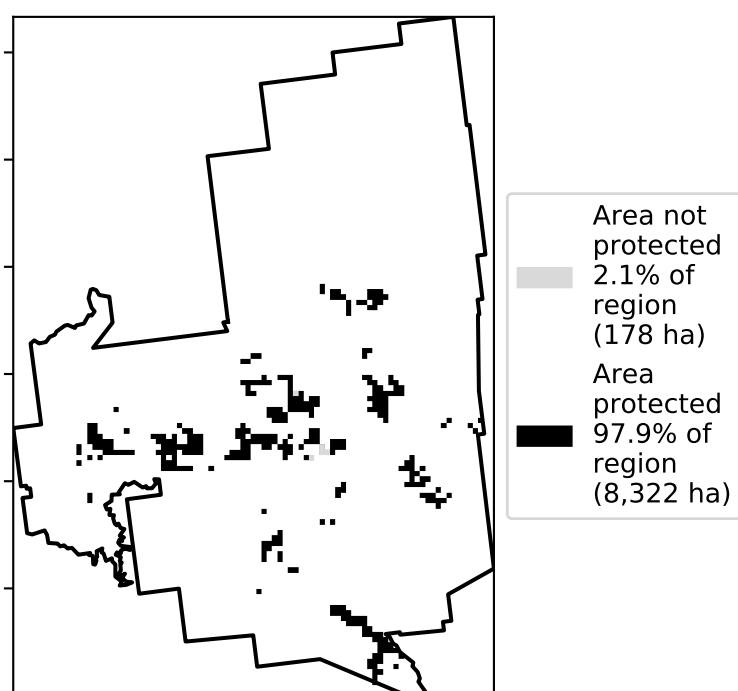 Area not
protected
2.1% of
region
(178 ha)
Area
protected
97.9% of
region
(8,322 ha)